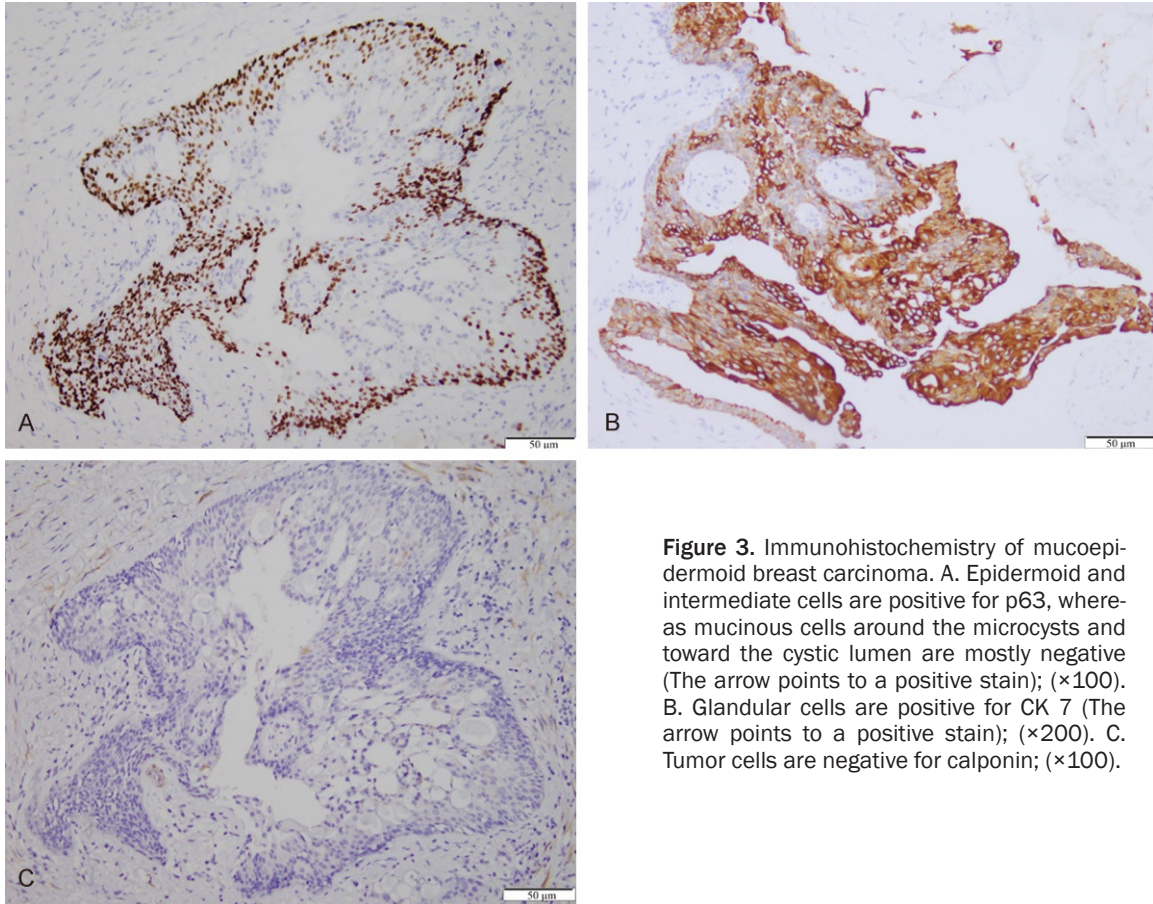 A
50 μm
B
50 μm
C
50 μm
Figure 3. Immunohistochemistry of mucoepi-
dermoid breast carcinoma. A. Epidermoid and
intermediate cells are positive for p63, where-
as mucinous cells around the microcysts and
toward the cystic lumen are mostly negative
(The arrow points to a positive stain); (×100).
B. Glandular cells are positive for CK 7 (The
arrow points to a positive stain); (×200). C.
Tumor cells are negative for calponin; (×100).